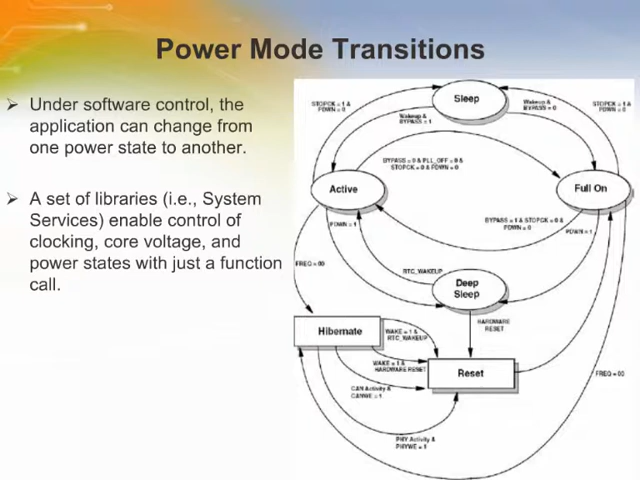 Power Mode Transitions
➢ Under software control, the
application can change from
one power state to another.
➢ A set of libraries (i.e., System
Services) enable control of
clocking, core voltage, and
power states with just a function
call.
Sleep
STOPCK = 1 &
PDWN = 0
Wakeup &
BYPASS = 1
Wakeup &
BYPASS = 0
STOPCK = 1 &
PDWN = 0
BYPASS = 0 & PLL_OFF = 0 &
STOPCK = 0 & PDWN = 0
Active
Full On
PDWN = 1
BYPASS = 1 & STOPCK = 0 &
PDWN = 0
PDWN = 1
FREQ = 00
RTC_WAKEUP
Deep
Sleep
HARDWARE
RESET
Hibernate
WAKE = 1 &
RTC_WAKEUP
WAKE = 1 &
HARDWARE RESET
Reset
FREQ = 00
CAN Activity &
CANWE = 1
PHY Activity &
PHYWE = 1